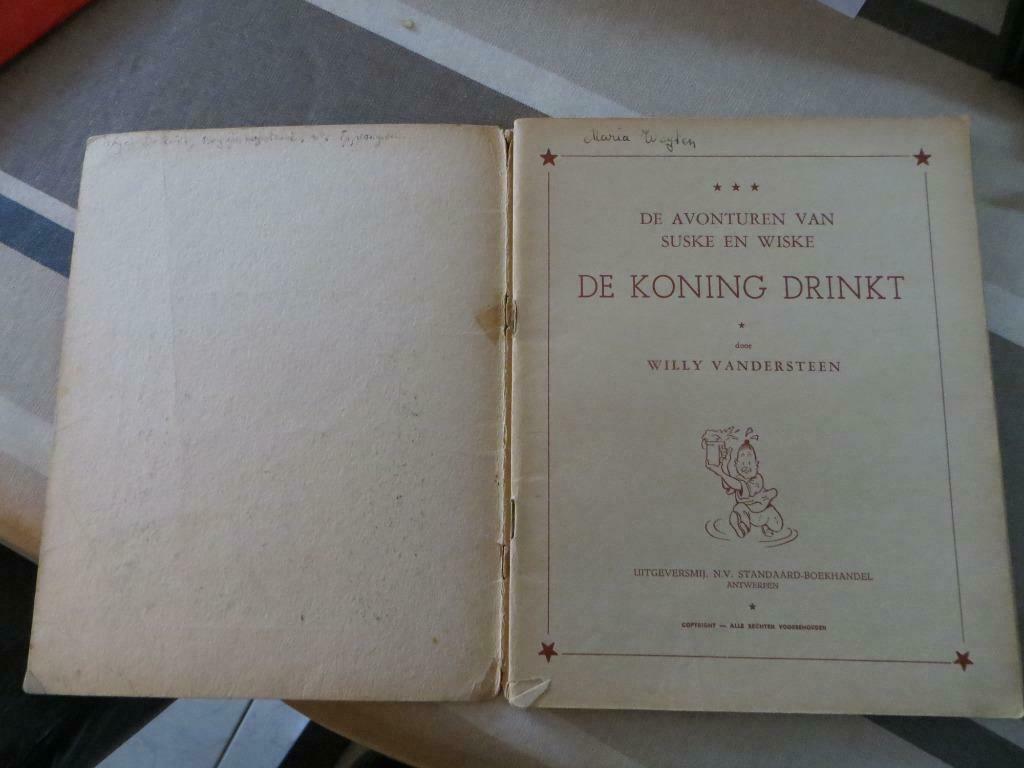 Maria
★ ★ ★
DE AVONTUREN VAN
SUSKE EN WISKE
DE KONING DRINKT
★
door
WILLY VANDERSTEEN
UITGEVERSMIJ. N.V. STANDAARD-BOEKHANDEL
ANTWERPEN
★
COPYRIGHT — ALLE RECHTEN VOORBEHOUDEN